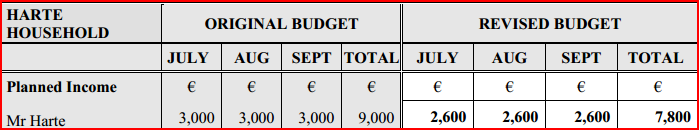 HARTE HOUSEHOLD ORIGINAL BUDGET REVISED BUDGET
JULY AUG SEPT TOTAL JULY AUG SEPT TOTAL
Planned Income € € € € € € € €
Mr Harte 3,000 3,000 3,000 9,000 2,600 2,600 2,600 7,800